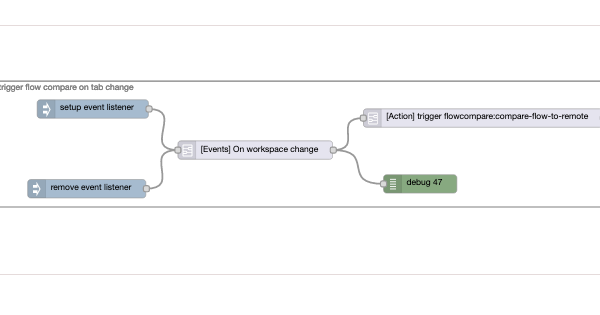 trigger flow compare on tab change
setup event listener
[Action] trigger flowcompare:compare-flow-to-remote
[Events] On workspace change
remove event listener
debug 47